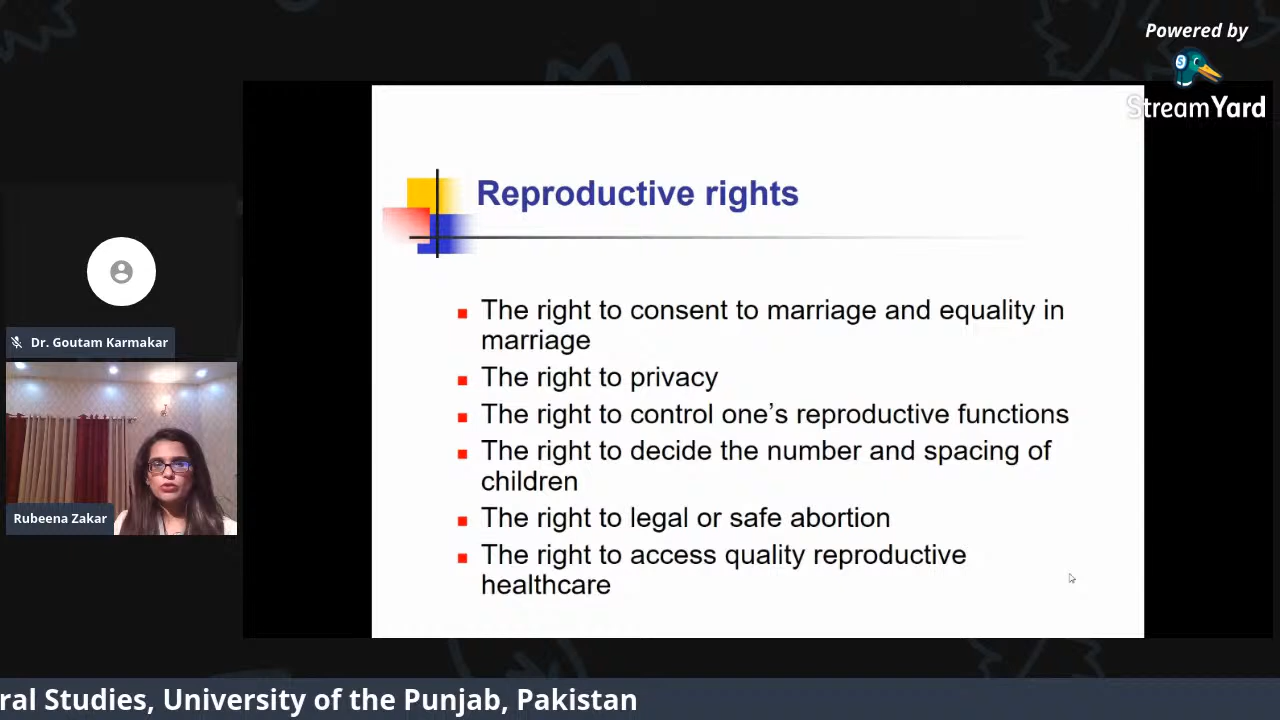 Powered by
StreamYard
Reproductive rights
The right to consent to marriage and equality in
marriage
The right to privacy
The right to control one’s reproductive functions
The right to decide the number and spacing of
children
The right to legal or safe abortion
The right to access quality reproductive
healthcare
Dr. Goutam Karmakar
Rubeena Zakar
ral Studies, University of the Punjab, Pakistan